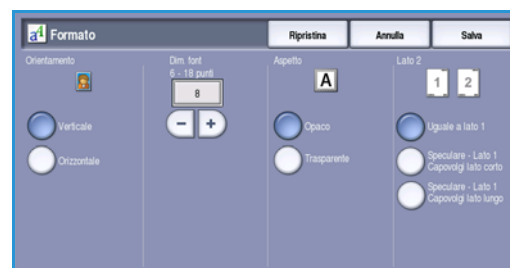 Formato
Ripristina
Annulla
Salva
Orientamento
Verticale
Orizzontale
Dim. font
6 - 18 punti
8
Aspetto
A
Opaco
Trasparente
Lato 2
1 2
Uguale a lato 1
Speculare - Lato 1
Capovolgi lato corto
Speculare - Lato 1
Capovolgi lato lungo